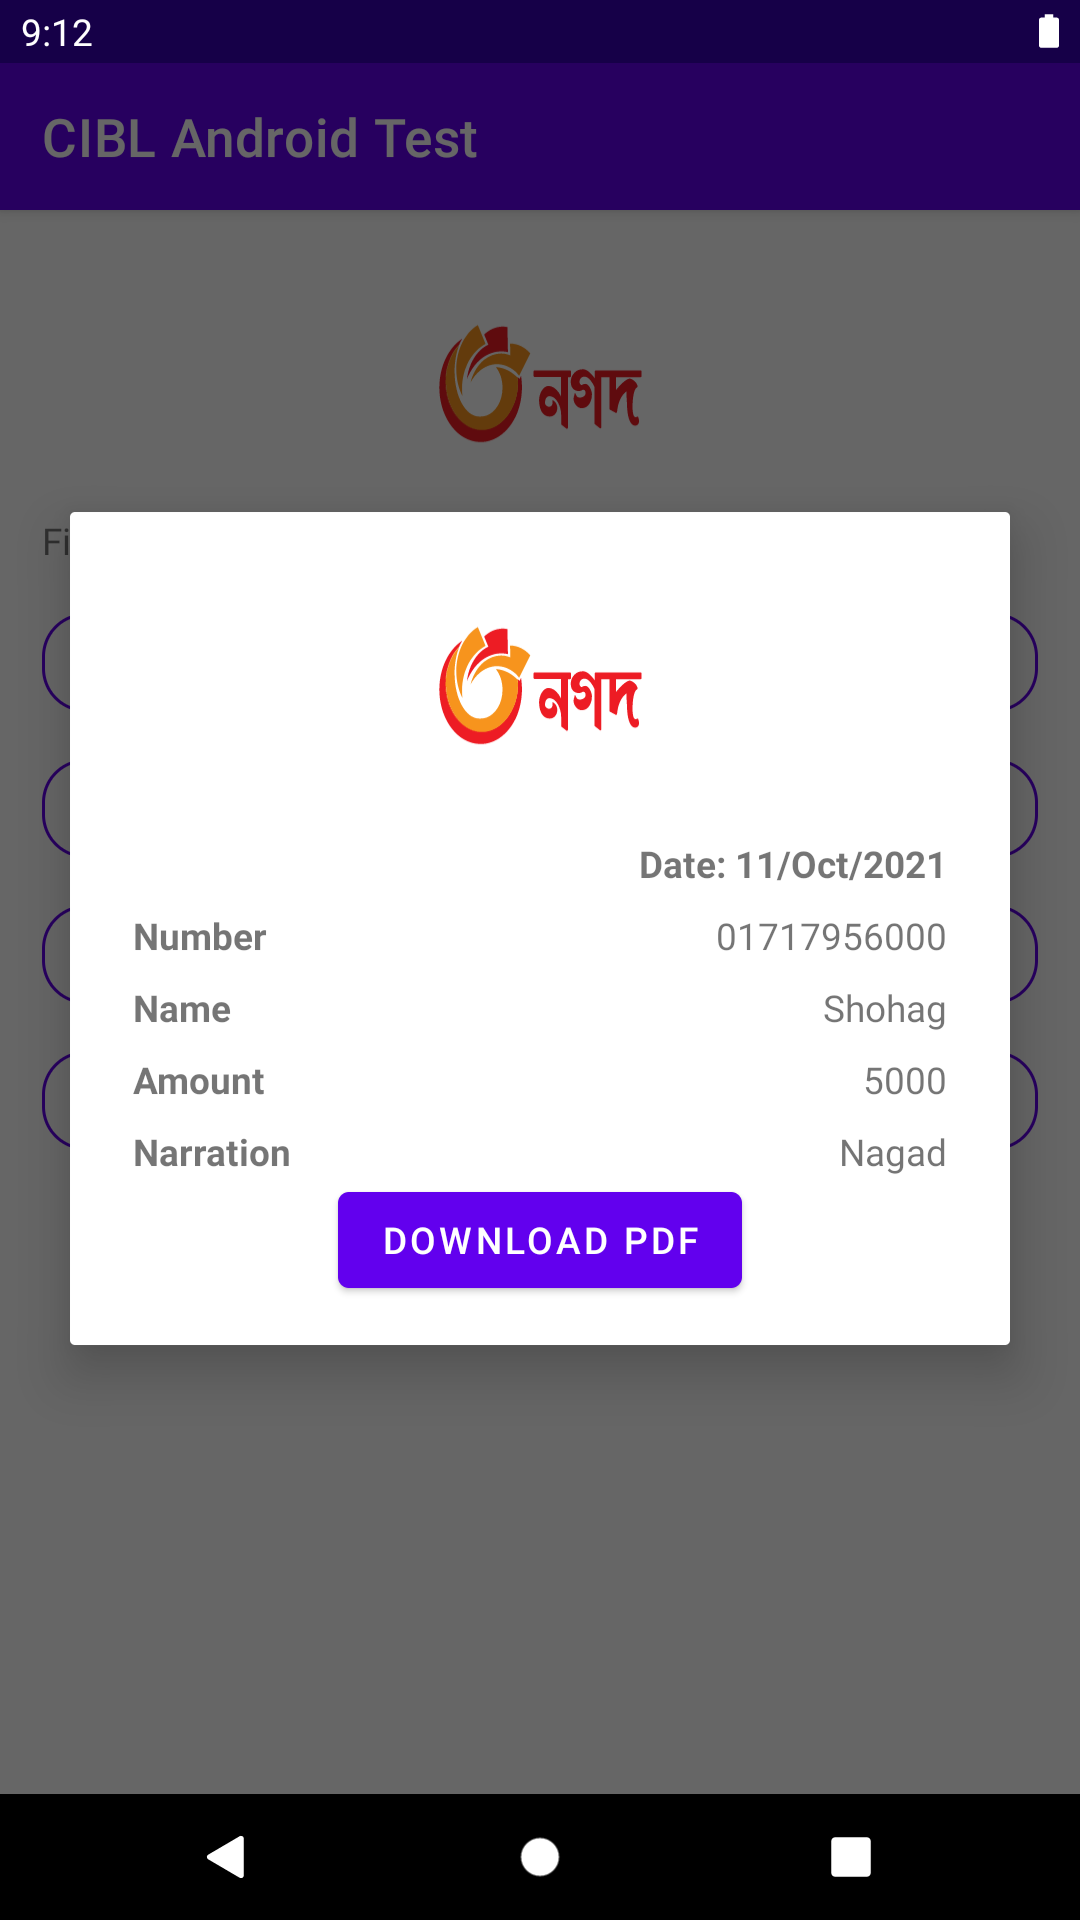 9:12
CIBL Android Test
নগদ
Fi
নগদ
Date: 11/Oct/2021
Number 01717956000
Name Shohag
Amount 5000
Narration Nagad
DOWNLOAD PDF